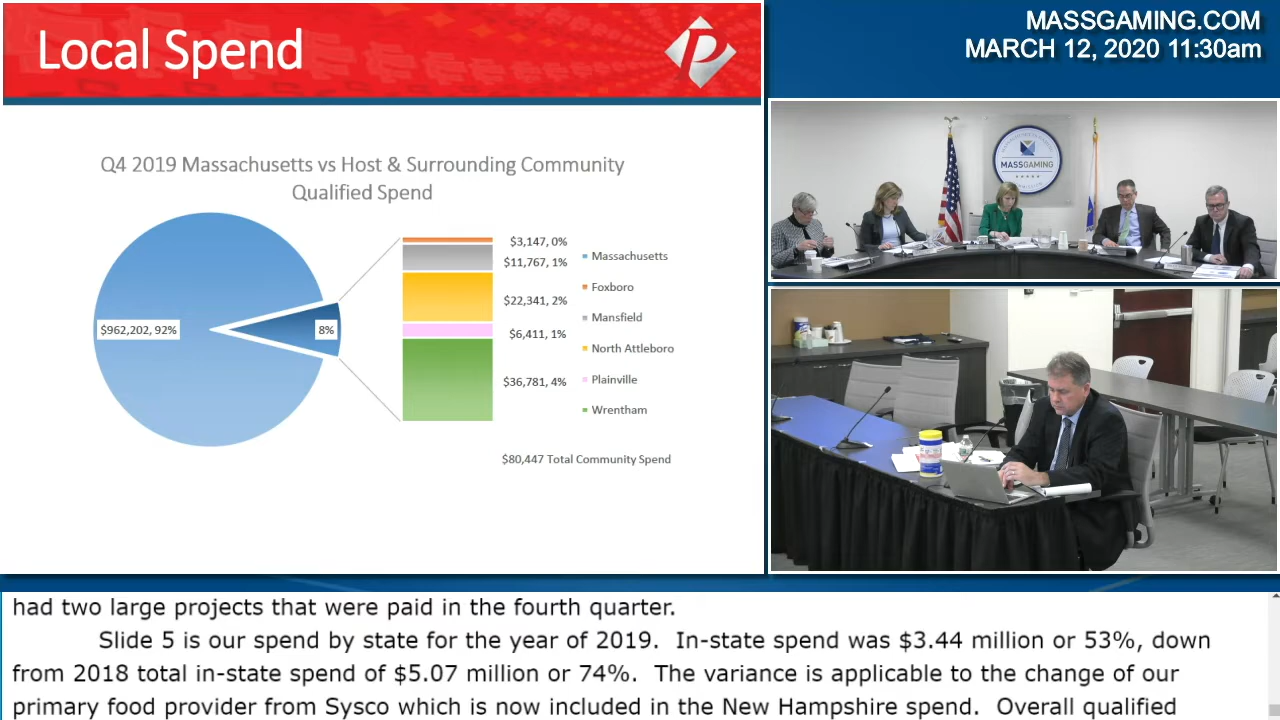 Local Spend
MASSGAMING.COM
MARCH 12, 2020 11:30am
Q4 2019 Massachusetts vs Host & Surrounding Community
Qualified Spend
$962,202, 92%
8%
$3,147, 0%
$11,767, 1%
$22,341, 2%
$6,411, 1%
$36,781, 4%
Massachusetts
Foxboro
Mansfield
North Attleboro
Plainville
Wrentham
$80,447 Total Community Spend
MASSGAMING
had two large projects that were paid in the fourth quarter.
Slide 5 is our spend by state for the year of 2019. In-state spend was $3.44 million or 53%, down
from 2018 total in-state spend of $5.07 million or 74%. The variance is applicable to the change of our
primary food provider from Sysco which is now included in the New Hampshire spend. Overall qualified